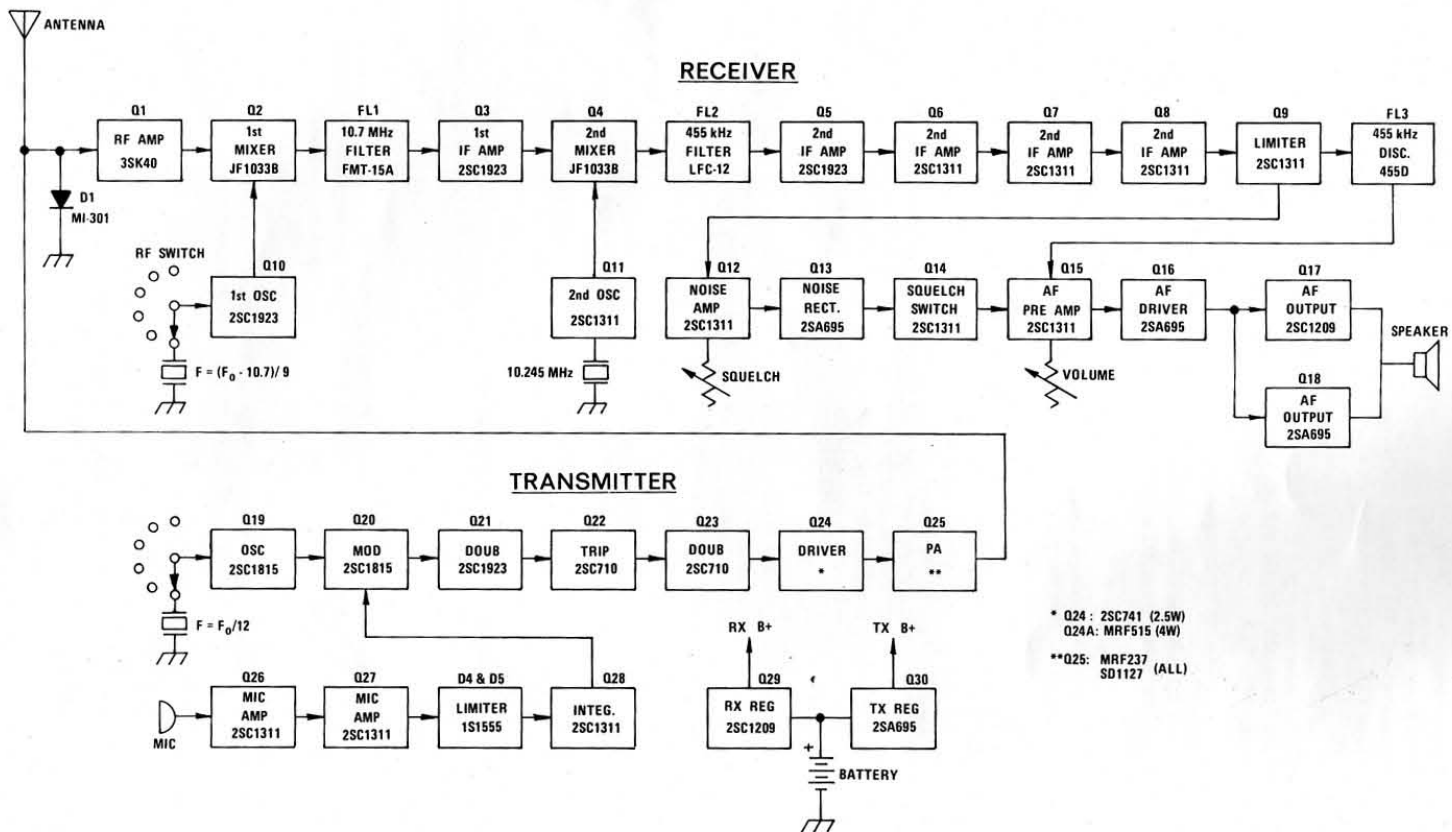 ANTENNA
RECEIVER
Q1
RF AMP
3SK40
Q2
1st
MIXER
JF1033B
FL1
10.7 MHz
FILTER
FMT-15A
Q3
1st
IF AMP
2SC1923
Q4
2nd
MIXER
JF1033B
FL2
455 kHz
FILTER
LFC-12
Q5
2nd
IF AMP
2SC1923
Q6
2nd
IF AMP
2SC1311
Q7
2nd
IF AMP
2SC1311
Q8
2nd
IF AMP
2SC1311
Q9
LIMITER
2SC1311
FL3
455 kHz
DISC.
455D
D1
MI-301
RF SWITCH
Q10
1st OSC
2SC1923
F = (F₀ - 10.7)/ 9
Q11
2nd OSC
2SC1311
10.245 MHz
Q12
NOISE
AMP
2SC1311
SQUELCH
Q13
NOISE
RECT.
2SA695
Q14
SQUELCH
SWITCH
2SC1311
Q15
AF
PRE AMP
2SC1311
VOLUME
Q16
AF
DRIVER
2SA695
Q17
AF
OUTPUT
2SC1209
Q18
AF
OUTPUT
2SA695
SPEAKER
TRANSMITTER
Q19
OSC
2SC1815
F = F₀/12
Q20
MOD
2SC1815
Q21
DOUB
2SC1923
Q22
TRIP
2SC710
Q23
DOUB
2SC710
Q24
DRIVER
*
Q25
PA
**
MIC
Q26
MIC
AMP
2SC1311
Q27
MIC
AMP
2SC1311
D4 & D5
LIMITER
1S1555
Q28
INTEG.
2SC1311
RX B+
Q29
RX REG
2SC1209
TX B+
Q30
TX REG
2SA695
+
BATTERY
* Q24 : 2SC741 (2.5W)
Q24A: MRF515 (4W)
**Q25: MRF237
SD1127 (ALL)